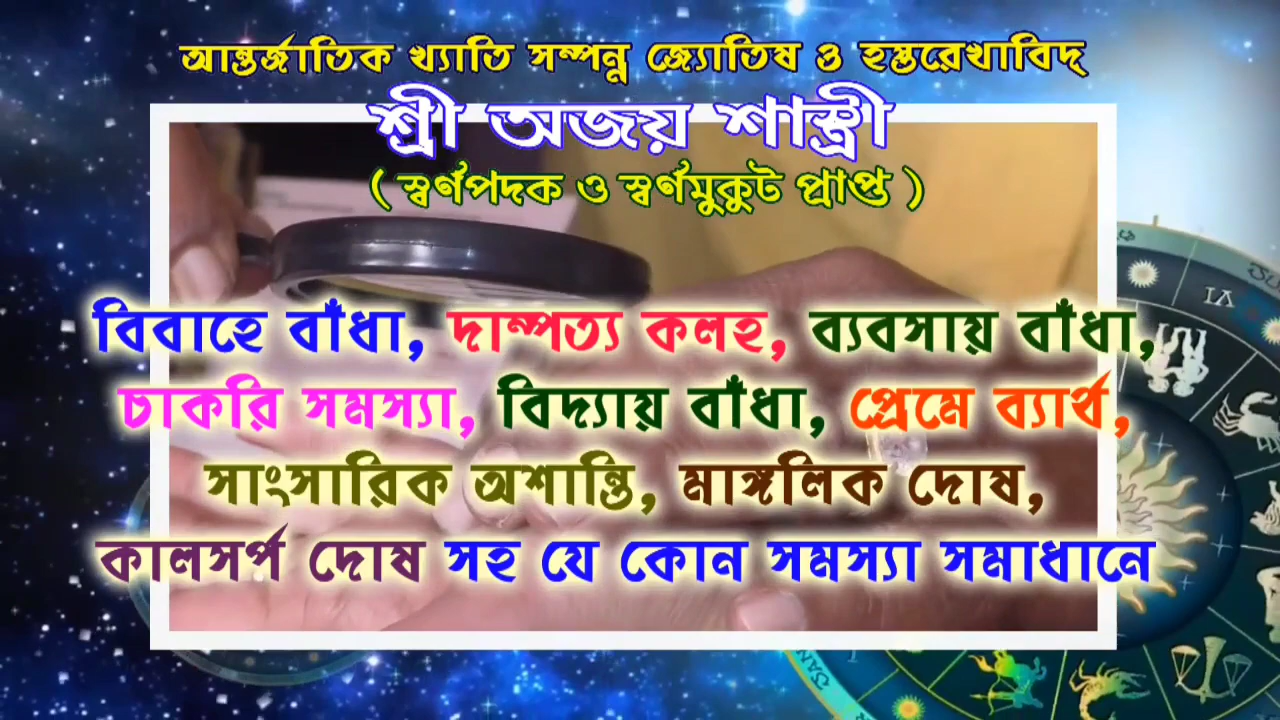 আন্তর্জাতিক খ্যাতি সম্পন্ন জ্যোতিষ ও হস্তরেখাবিদ্
শ্রী অজয় শাস্ত্রী
( স্বর্ণপদক ও স্বর্ণমুকুট প্রাপ্ত )
বিবাহে বাঁধা, দাম্পত্য কলহ, ব্যবসায় বাঁধা,
চাকরি সমস্যা, বিদ্যায় বাঁধা, প্রেমে ব্যার্থ,
সাংসারিক অশান্তি, মাঙ্গলিক দোষ,
কালসর্প দোষ সহ যে কোন সমস্যা সমাধানে